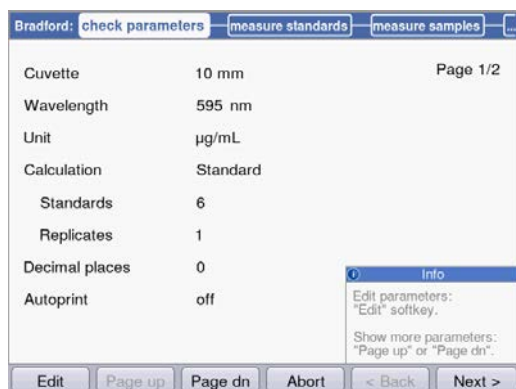 Bradford: check parameters measure standards measure samples ...
Cuvette 10 mm Page 1/2
Wavelength 595 nm
Unit µg/mL
Calculation Standard
Standards 6
Replicates 1
Decimal places 0
Autoprint off
Info
Edit parameters:
"Edit" softkey.
Show more parameters:
"Page up" or "Page dn".
Edit Page up Page dn Abort < Back Next >